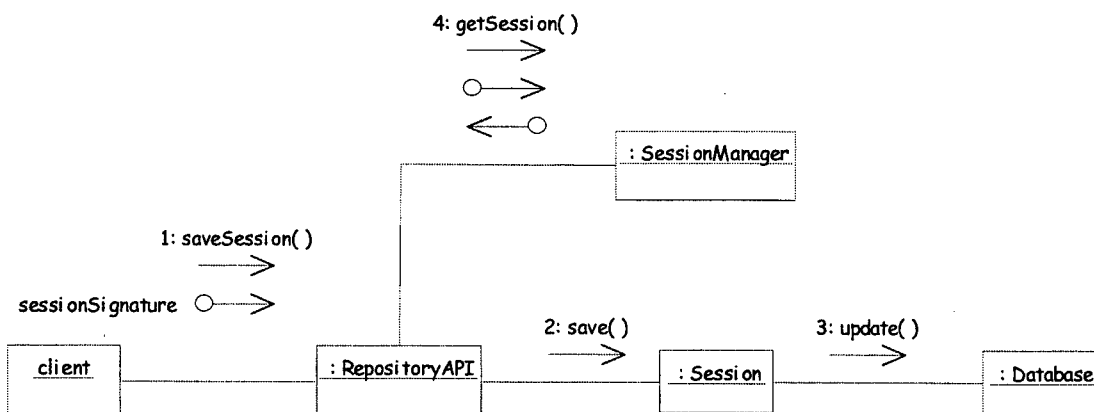 4: getSession( )
: SessionManager
1: saveSession( )
sessionSignature
2: save( )
3: update( )
client
: RepositoryAPI
: Session
: Database